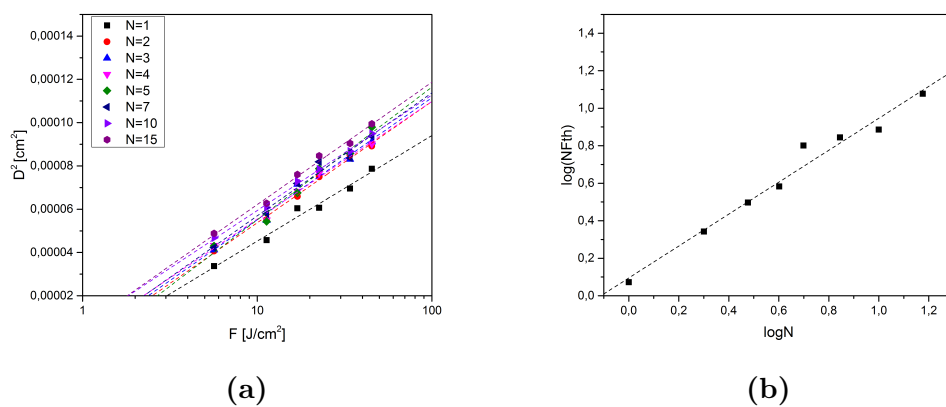 N=1
N=2
N=3
N=4
N=5
N=7
N=10
N=15
0,00014
0,00012
0,00010
0,00008
0,00006
0,00004
0,00002
D² [cm²]
1 10 100
F [J/cm²]
(a)
1,4
1,2
1,0
0,8
0,6
0,4
0,2
0,0
log(NFth)
0,0 0,2 0,4 0,6 0,8 1,0 1,2
logN
(b)